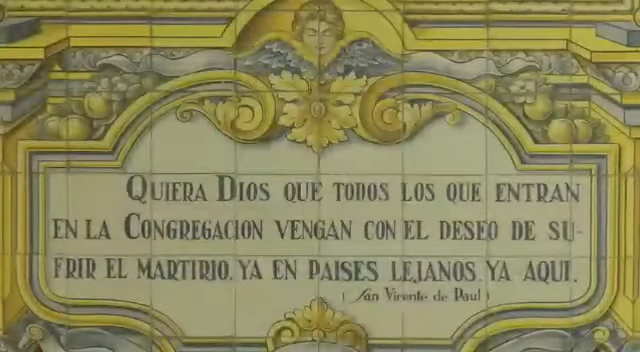 QUIERA DIOS QUE TODOS LOS QUE ENTRAN
EN LA CONGREGACION VENGAN CON EL DESEO DE SU-
FRIR EL MARTIRIO, YA EN PAISES LEJANOS, YA AQUI.
(San Vicente de Paul)